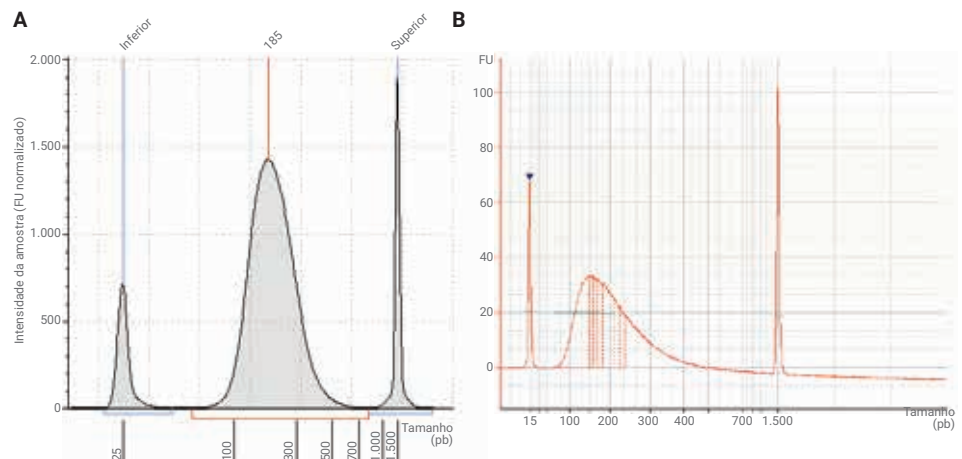 A
Inferior
185
Superior
2.000
1.500
1.000
500
0
Intensidade da amostra (FU normalizado)
25
100
300
500
700
1.000
1.500
Tamanho
(pb)
B
FU
100
80
60
40
20
0
15
100
200
300
400
700
1.500
Tamanho
(pb)